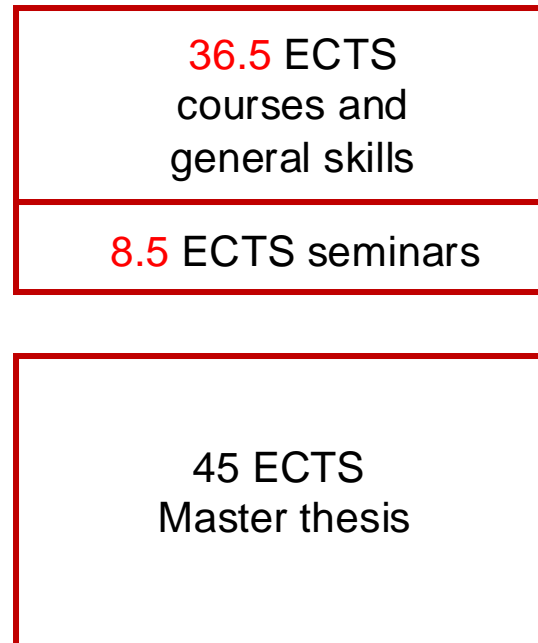 36.5 ECTS
courses and
general skills
8.5 ECTS seminars
45 ECTS
Master thesis